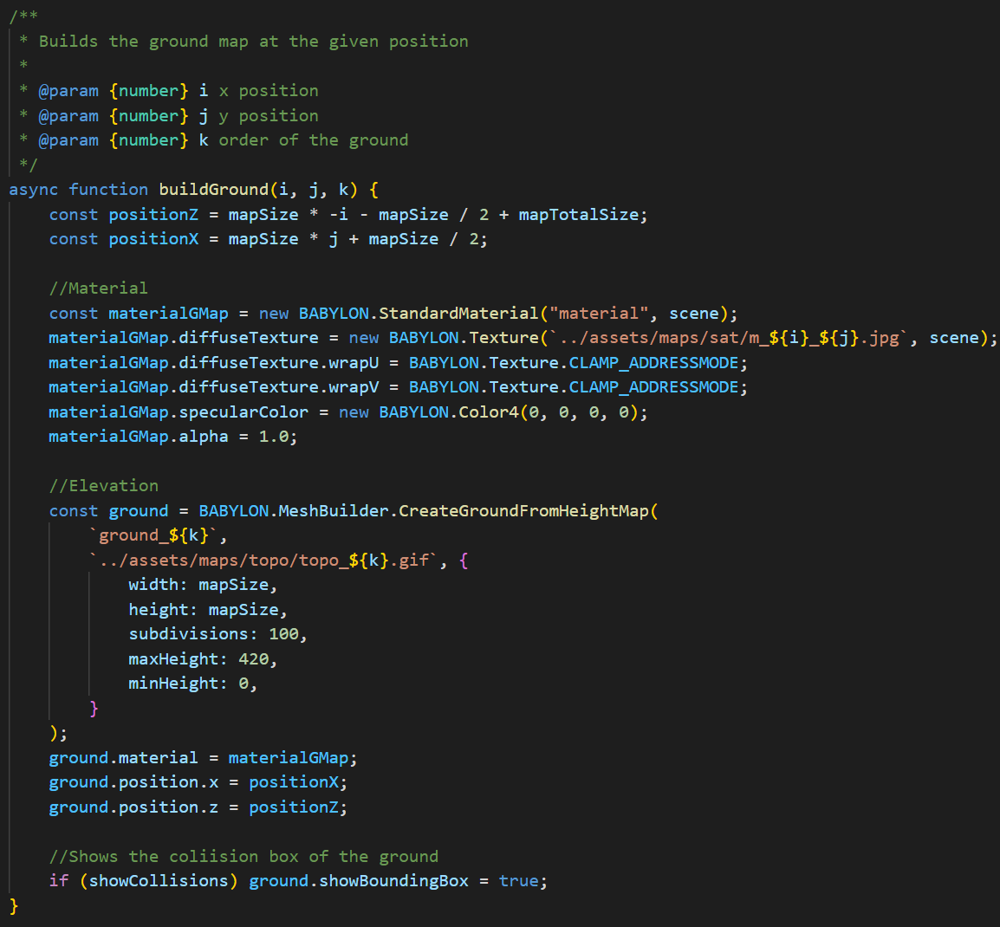 /**
 * Builds the ground map at the given position
 *
 * @param {number} i x position
 * @param {number} j y position
 * @param {number} k order of the ground
 */
async function buildGround(i, j, k) {
    const positionZ = mapSize * -i - mapSize / 2 + mapTotalSize;
    const positionX = mapSize * j + mapSize / 2;

    //Material
    const materialGMap = new BABYLON.StandardMaterial("material", scene);
    materialGMap.diffuseTexture = new BABYLON.Texture(`../assets/maps/sat/m_${i}_${j}.jpg`, scene);
    materialGMap.diffuseTexture.wrapU = BABYLON.Texture.CLAMP_ADDRESSMODE;
    materialGMap.diffuseTexture.wrapV = BABYLON.Texture.CLAMP_ADDRESSMODE;
    materialGMap.specularColor = new BABYLON.Color4(0, 0, 0, 0);
    materialGMap.alpha = 1.0;

    //Elevation
    const ground = BABYLON.MeshBuilder.CreateGroundFromHeightMap(
        `ground_${k}`,
        `../assets/maps/topo/topo_${k}.gif`, {
            width: mapSize,
            height: mapSize,
            subdivisions: 100,
            maxHeight: 420,
            minHeight: 0,
        }
    );
    ground.material = materialGMap;
    ground.position.x = positionX;
    ground.position.z = positionZ;

    //Shows the coliision box of the ground
    if (showCollisions) ground.showBoundingBox = true;
}